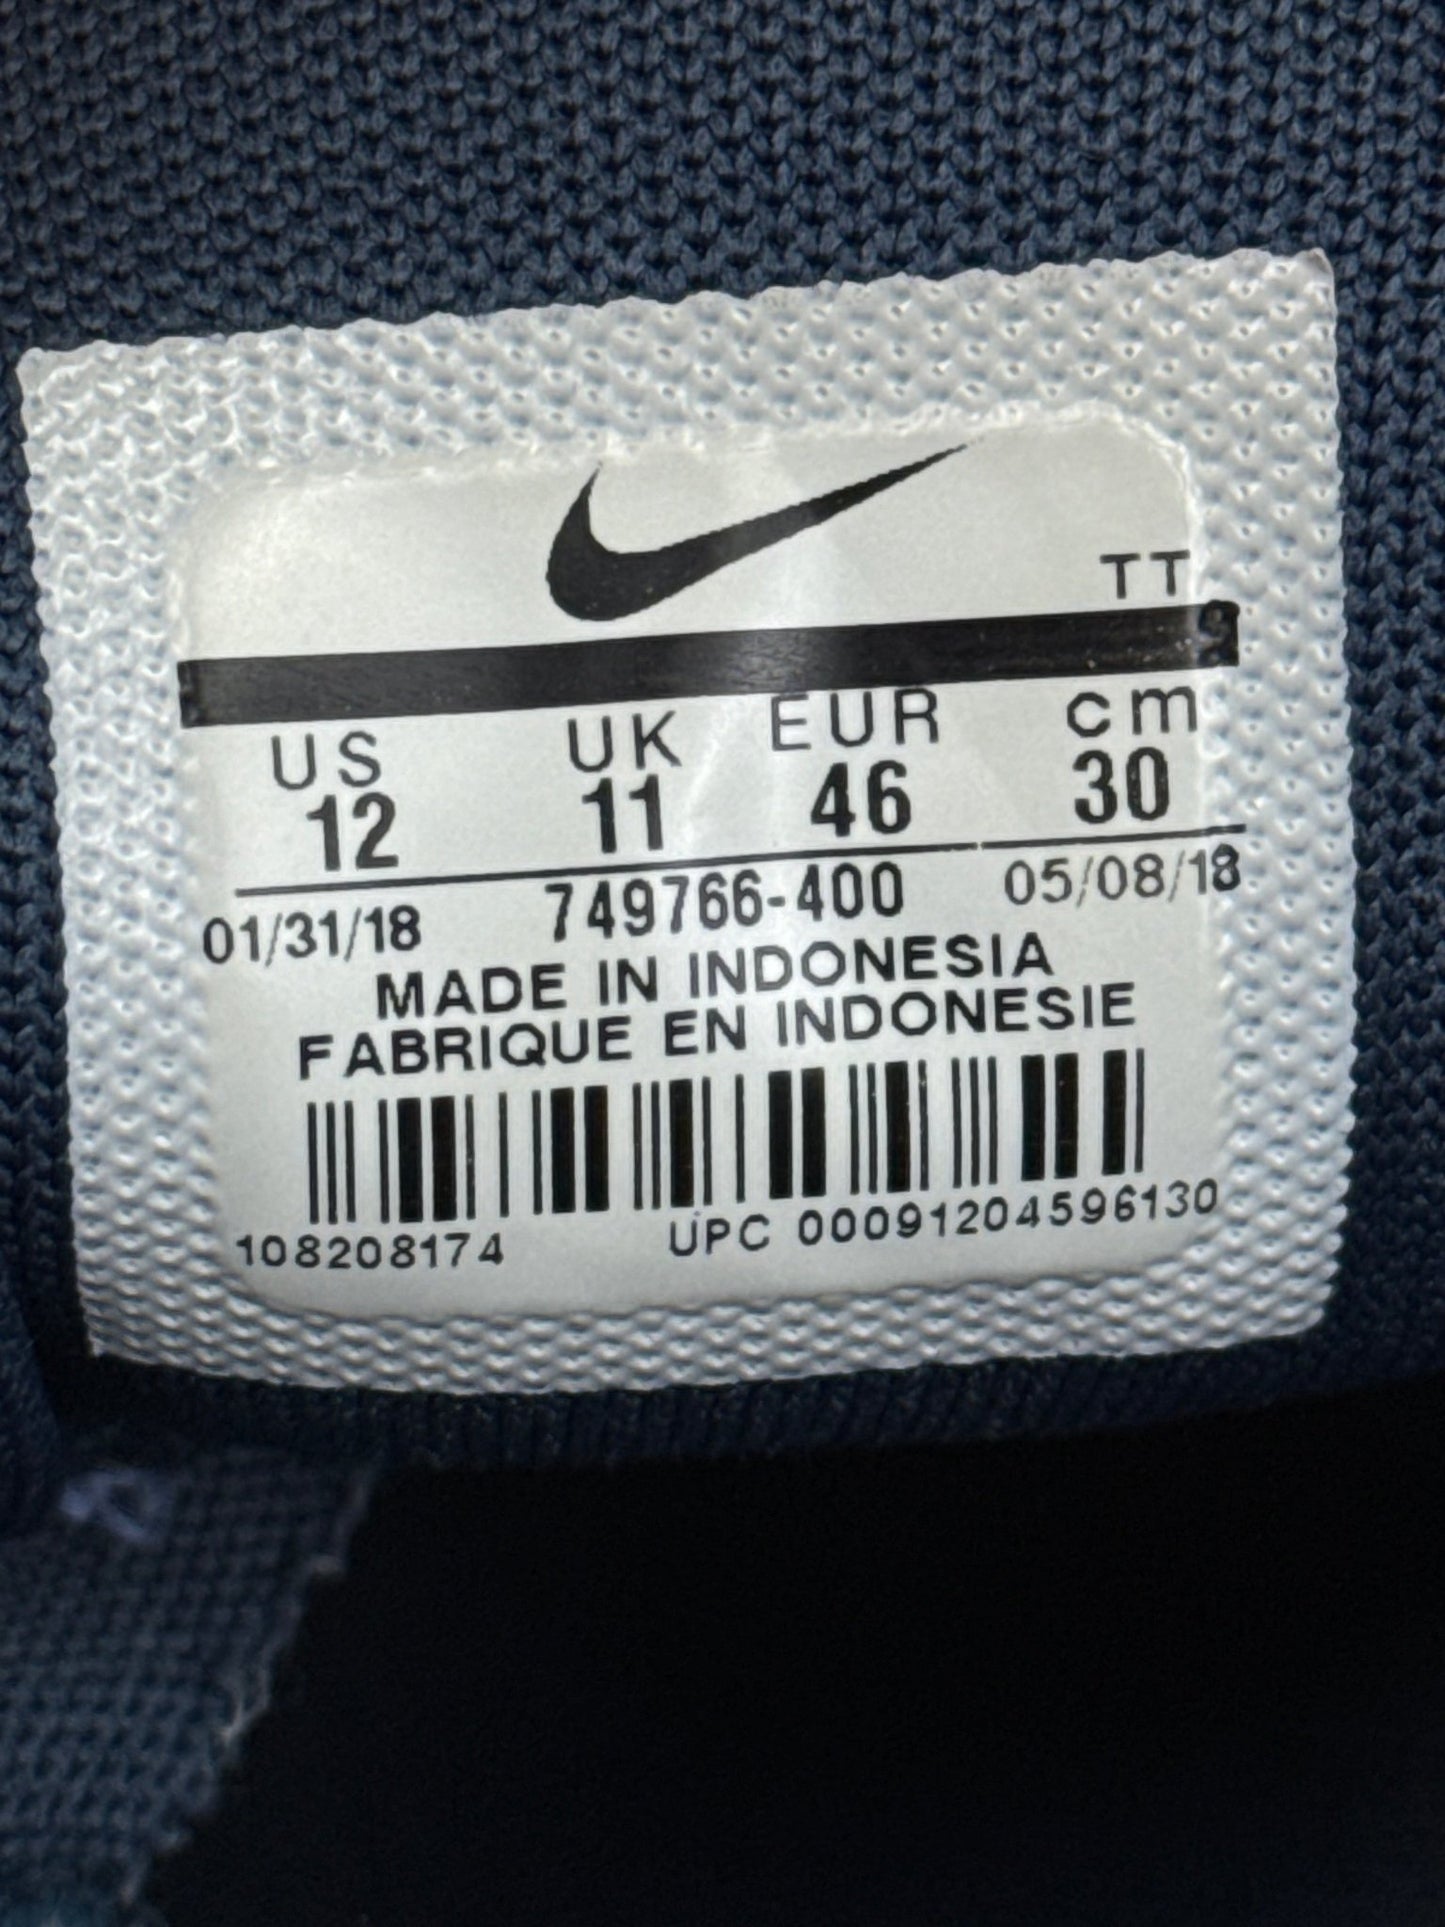 TT
US UK EUR cm
12 11 46 30
01/31/18 749766-400 05/08/18
MADE IN INDONESIA
FABRIQUE EN INDONESIE
108208174 UPC 00091204596130